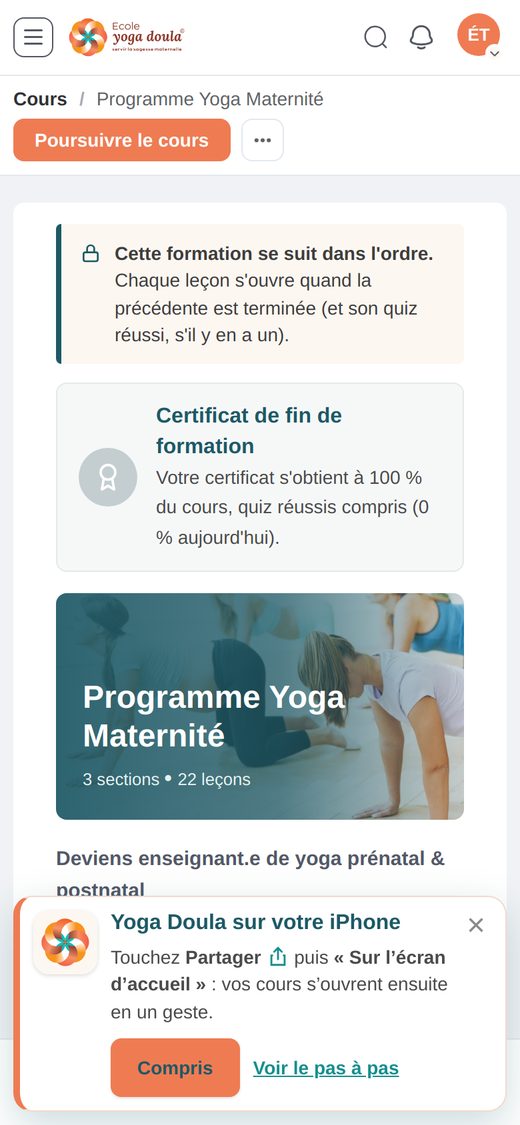 Ecole
yoga doula®
servir la sagesse maternelle
ÉT
Cours / Programme Yoga Maternité
Poursuivre le cours
Cette formation se suit dans l'ordre.
Chaque leçon s'ouvre quand la
précédente est terminée (et son quiz
réussi, s'il y en a un).
Certificat de fin de
formation
Votre certificat s'obtient à 100 %
du cours, quiz réussis compris (0
% aujourd'hui).
Programme Yoga
Maternité
3 sections • 22 leçons
Deviens enseignant.e de yoga prénatal &
postnatal
Yoga Doula sur votre iPhone
Touchez Partager puis « Sur l’écran
d’accueil » : vos cours s’ouvrent ensuite
en un geste.
Compris
Voir le pas à pas